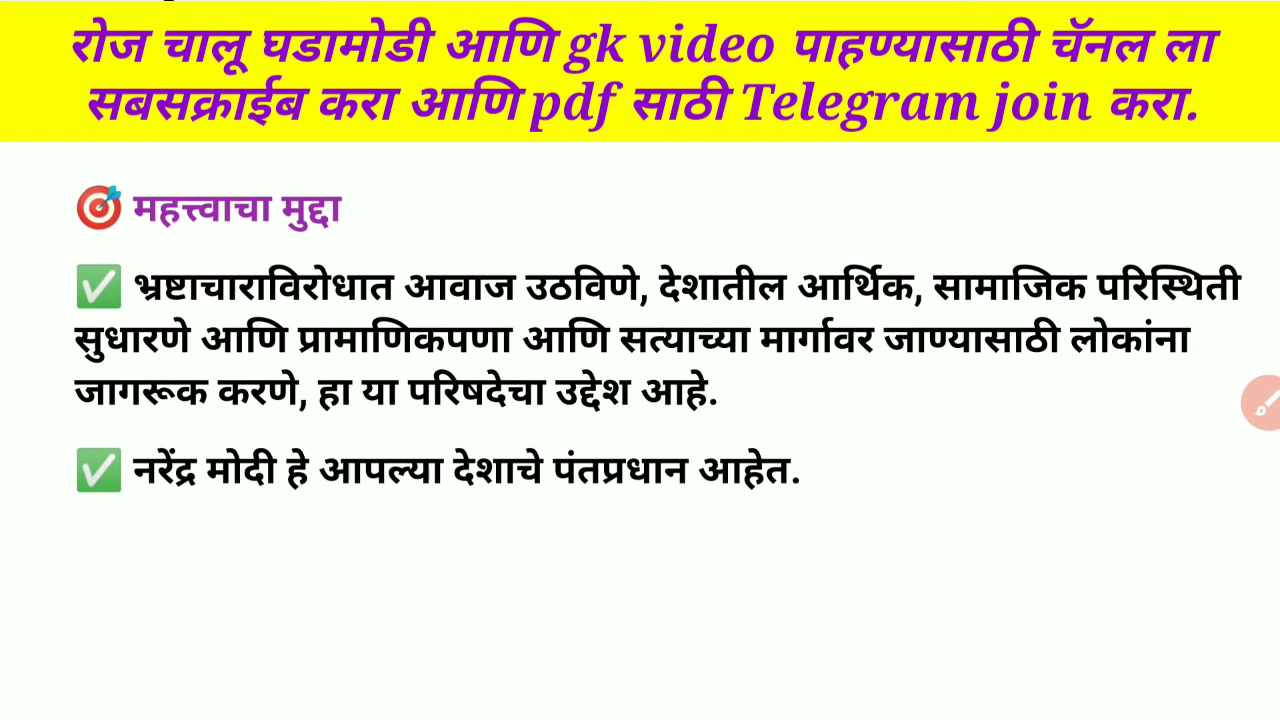 रोज चालू घडामोडी आणि gk video पाहण्यासाठी चॅनल ला
सबसक्राईब करा आणि pdf साठी Telegram join करा.
🎯 महत्त्वाचा मुद्दा
✅ भ्रष्टाचाराविरोधात आवाज उठविणे, देशातील आर्थिक, सामाजिक परिस्थिती
सुधारणे आणि प्रामाणिकपणा आणि सत्याच्या मार्गावर जाण्यासाठी लोकांना
जागरूक करणे, हा या परिषदेचा उद्देश आहे.
✅ नरेंद्र मोदी हे आपल्या देशाचे पंतप्रधान आहेत.